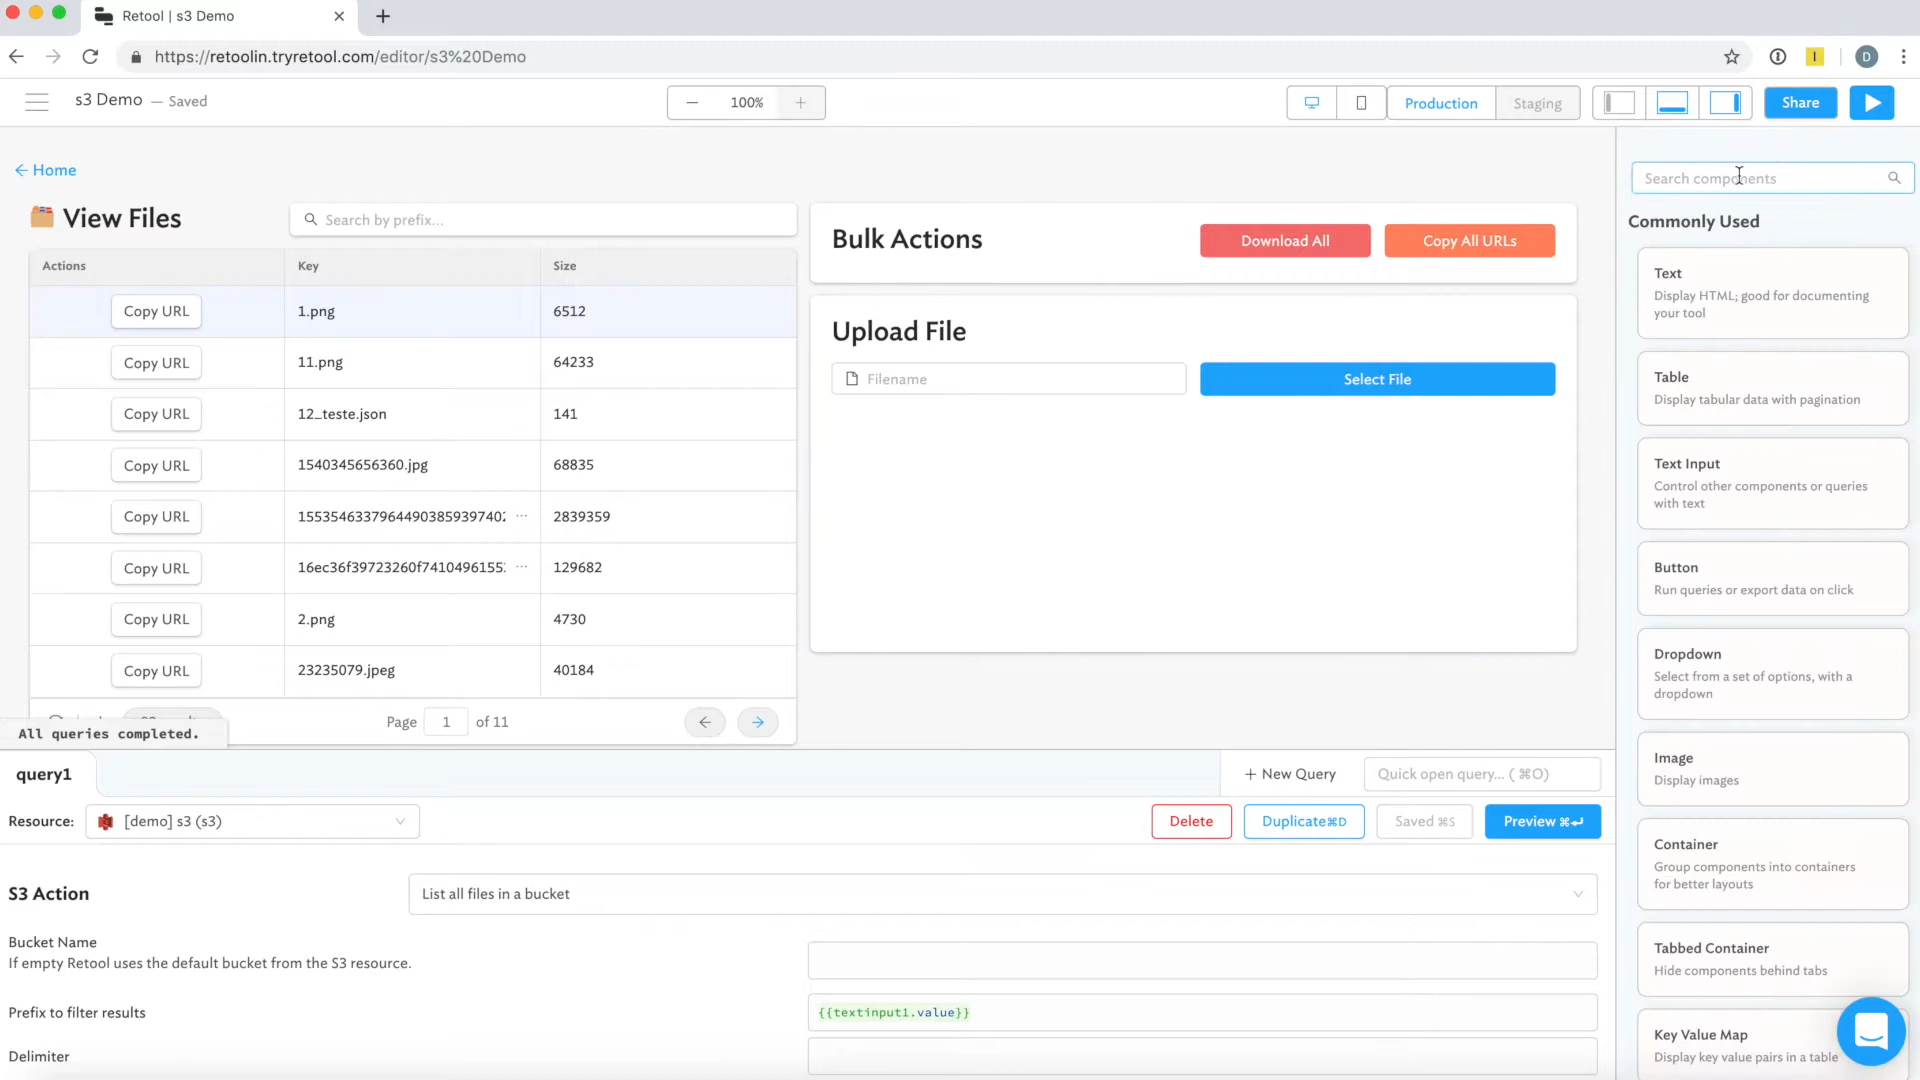 Retool | s3 Demo
https://retoolin.tryretool.com/editor/s3%20Demo
I
D
s3 Demo — Saved
100%
Production
Staging
Share
Home
View Files
Search by prefix...
Actions
Key
Size
Copy URL
1.png
6512
Copy URL
11.png
64233
Copy URL
12_teste.json
141
Copy URL
1540345656360.jpg
68835
Copy URL
1553546337964490385939740 ...
2839359
Copy URL
16ec36f39723260f7410496155 ...
129682
Copy URL
2.png
4730
Copy URL
23235079.jpeg
40184
Page 1 of 11
All queries completed.
Bulk Actions
Download All
Copy All URLs
Upload File
Filename
Select File
query1
+ New Query
Quick open query... ( ⌘O)
Resource:
[demo] s3 (s3)
Delete
Duplicate⌘D
Saved ⌘S
Preview ⌘↵
S3 Action
List all files in a bucket
Bucket Name
If empty Retool uses the default bucket from the S3 resource.
Prefix to filter results
{{textinput1.value}}
Delimiter
Search components
Commonly Used
Text
Display HTML; good for documenting
your tool
Table
Display tabular data with pagination
Text Input
Control other components or queries
with text
Button
Run queries or export data on click
Dropdown
Select from a set of options, with a
dropdown
Image
Display images
Container
Group components into containers
for better layouts
Tabbed Container
Hide components behind tabs
Key Value Map
Display key value pairs in a table